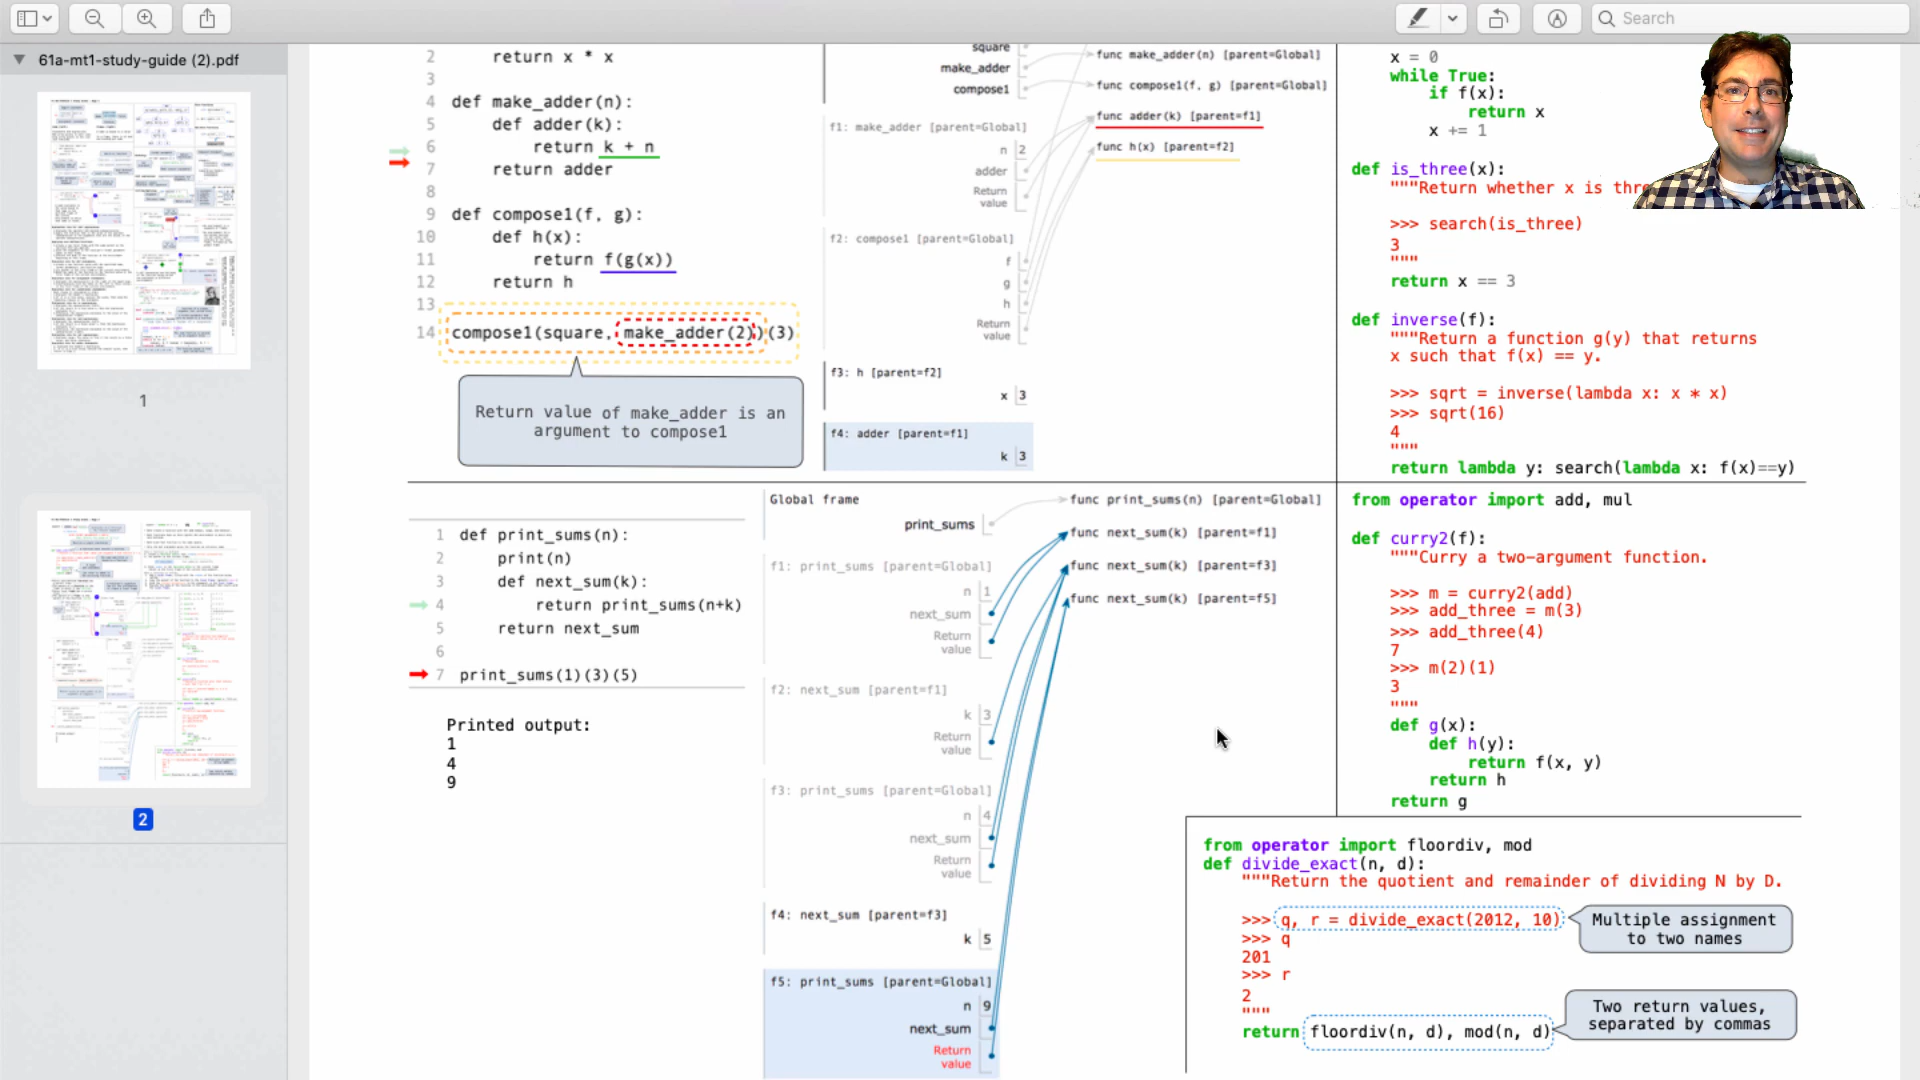 Search
61a-mt1-study-guide (2).pdf
1
2
2 return x * x
3
4 def make_adder(n):
5 def adder(k):
6 return k + n
7 return adder
8
9 def compose1(f, g):
10 def h(x):
11 return f(g(x))
12 return h
13
14 compose1(square, make_adder(2))(3)
Return value of make_adder is an
argument to compose1
square
make_adder
compose1
func make_adder(n) [parent=Global]
func compose1(f, g) [parent=Global]
func adder(k) [parent=f1]
func h(x) [parent=f2]
f1: make_adder [parent=Global]
n 2
adder
Return
value
f2: compose1 [parent=Global]
f
g
h
Return
value
f3: h [parent=f2]
x 3
f4: adder [parent=f1]
k 3
x = 0
while True:
if f(x):
return x
x += 1
def is_three(x):
"""Return whether x is
>>> search(is_three)
3
"""
return x == 3
def inverse(f):
"""Return a function g(y) that returns
x such that f(x) == y.
>>> sqrt = inverse(lambda x: x * x)
>>> sqrt(16)
4
"""
return lambda y: search(lambda x: f(x)==y)
1 def print_sums(n):
2 print(n)
3 def next_sum(k):
4 return print_sums(n+k)
5 return next_sum
6
7 print_sums(1)(3)(5)
Printed output:
1
4
9
Global frame
print_sums
func print_sums(n) [parent=Global]
func next_sum(k) [parent=f1]
func next_sum(k) [parent=f3]
func next_sum(k) [parent=f5]
f1: print_sums [parent=Global]
n 1
next_sum
Return
value
f2: next_sum [parent=f1]
k 3
Return
value
f3: print_sums [parent=Global]
n 4
next_sum
Return
value
f4: next_sum [parent=f3]
k 5
f5: print_sums [parent=Global]
n 9
next_sum
Return
value
from operator import add, mul
def curry2(f):
"""Curry a two-argument function.
>>> m = curry2(add)
>>> add_three = m(3)
>>> add_three(4)
7
>>> m(2)(1)
3
"""
def g(x):
def h(y):
return f(x, y)
return h
return g
from operator import floordiv, mod
def divide_exact(n, d):
"""Return the quotient and remainder of dividing N by D.
>>> q, r = divide_exact(2012, 10)
>>> q
201
>>> r
2
"""
return floordiv(n, d), mod(n, d)
Multiple assignment
to two names
Two return values,
separated by commas